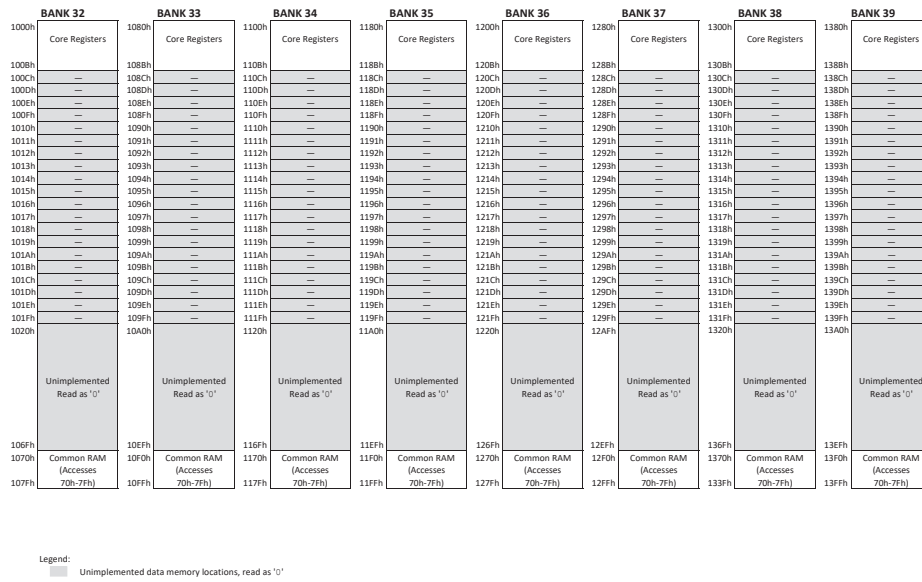 BANK 32 BANK 33 BANK 34 BANK 35 BANK 36 BANK 37 BANK 38 BANK 39
1000h 1080h 1100h 1180h 1200h 1280h 1300h 1380h
Core Registers Core Registers Core Registers Core Registers Core Registers Core Registers Core Registers Core Registers
100Bh 108Bh 110Bh 118Bh 120Bh 128Bh 130Bh 138Bh
100Ch — 108Ch — 110Ch — 118Ch — 120Ch — 128Ch — 130Ch — 138Ch —
100Dh — 108Dh — 110Dh — 118Dh — 120Dh — 128Dh — 130Dh — 138Dh —
100Eh — 108Eh — 110Eh — 118Eh — 120Eh — 128Eh — 130Eh — 138Eh —
100Fh — 108Fh — 110Fh — 118Fh — 120Fh — 128Fh — 130Fh — 138Fh —
1010h — 1090h — 1110h — 1190h — 1210h — 1290h — 1310h — 1390h —
1011h — 1091h — 1111h — 1191h — 1211h — 1291h — 1311h — 1391h —
1012h — 1092h — 1112h — 1192h — 1212h — 1292h — 1312h — 1392h —
1013h — 1093h — 1113h — 1193h — 1213h — 1293h — 1313h — 1393h —
1014h — 1094h — 1114h — 1194h — 1214h — 1294h — 1314h — 1394h —
1015h — 1095h — 1115h — 1195h — 1215h — 1295h — 1315h — 1395h —
1016h — 1096h — 1116h — 1196h — 1216h — 1296h — 1316h — 1396h —
1017h — 1097h — 1117h — 1197h — 1217h — 1297h — 1317h — 1397h —
1018h — 1098h — 1118h — 1198h — 1218h — 1298h — 1318h — 1398h —
1019h — 1099h — 1119h — 1199h — 1219h — 1299h — 1319h — 1399h —
101Ah — 109Ah — 111Ah — 119Ah — 121Ah — 129Ah — 131Ah — 139Ah —
101Bh — 109Bh — 111Bh — 119Bh — 121Bh — 129Bh — 131Bh — 139Bh —
101Ch — 109Ch — 111Ch — 119Ch — 121Ch — 129Ch — 131Ch — 139Ch —
101Dh — 109Dh — 111Dh — 119Dh — 121Dh — 129Dh — 131Dh — 139Dh —
101Eh — 109Eh — 111Eh — 119Eh — 121Eh — 129Eh — 131Eh — 139Eh —
101Fh — 109Fh — 111Fh — 119Fh — 121Fh — 129Fh — 131Fh — 139Fh —
1020h 10A0h 1120h 11A0h 1220h 12AFh 1320h 13A0h
Unimplemented Unimplemented Unimplemented Unimplemented Unimplemented Unimplemented Unimplemented Unimplemented
Read as '0' Read as '0' Read as '0' Read as '0' Read as '0' Read as '0' Read as '0' Read as '0'
106Fh 10EFh 116Fh 11EFh 126Fh 12EFh 136Fh 13EFh
1070h Common RAM 10F0h Common RAM 1170h Common RAM 11F0h Common RAM 1270h Common RAM 12F0h Common RAM 1370h Common RAM 13F0h Common RAM
(Accesses (Accesses (Accesses (Accesses (Accesses (Accesses (Accesses (Accesses
107Fh 70h-7Fh) 10FFh 70h-7Fh) 117Fh 70h-7Fh) 11FFh 70h-7Fh) 127Fh 70h-7Fh) 12FFh 70h-7Fh) 133Fh 70h-7Fh) 13FFh 70h-7Fh)
Legend:
Unimplemented data memory locations, read as '0'